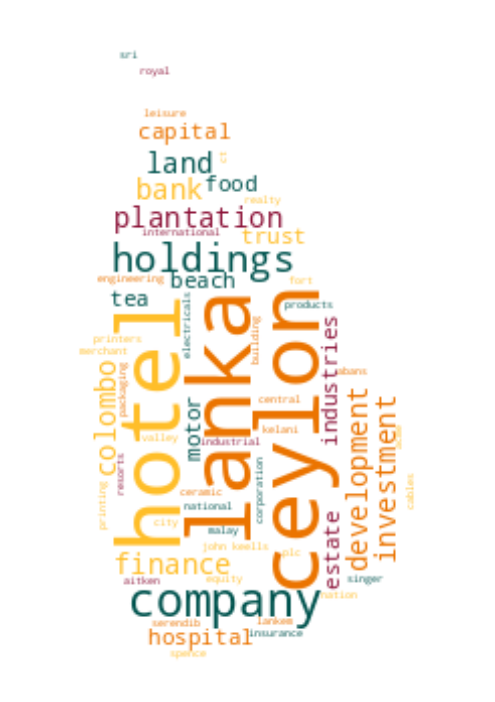 sri
royal
leisure
capital
land
bank
food
realty
plantation
international
trust
holdings
engineering
beach
fort
tea
electricals
products
hotel
lanka
ceylon
printers
merchant
building
industries
abans
colombo
packaging
central
motor
valley
kelani
industrial
development
investment
resorts
printing
ceramic
national
corporation
cables
city
malay
estate
john keells
plc
finance
aitken
equity
singer
company
nation
serendib
lankem
hospital
insurance
spence